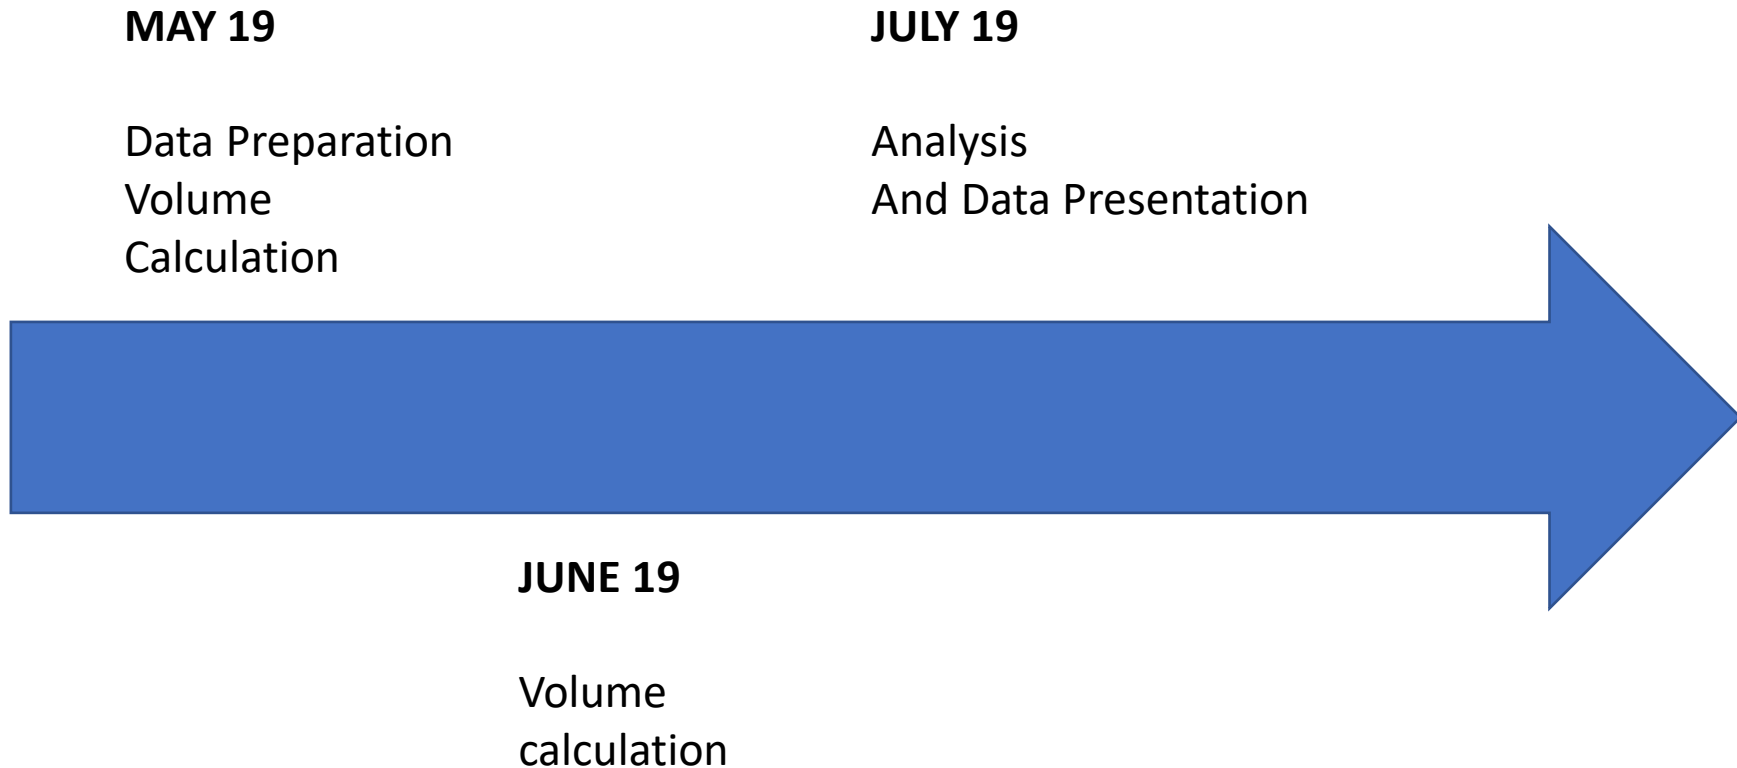 MAY 19
Data Preparation
Volume
Calculation
JULY 19
Analysis
And Data Presentation
JUNE 19
Volume
calculation